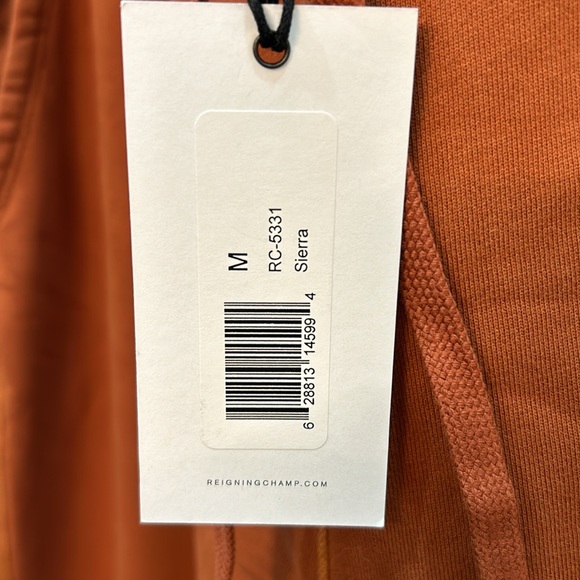 M
RC-5331
Sierra
6 28813 14599 4
REIGNINGCHAMP.COM